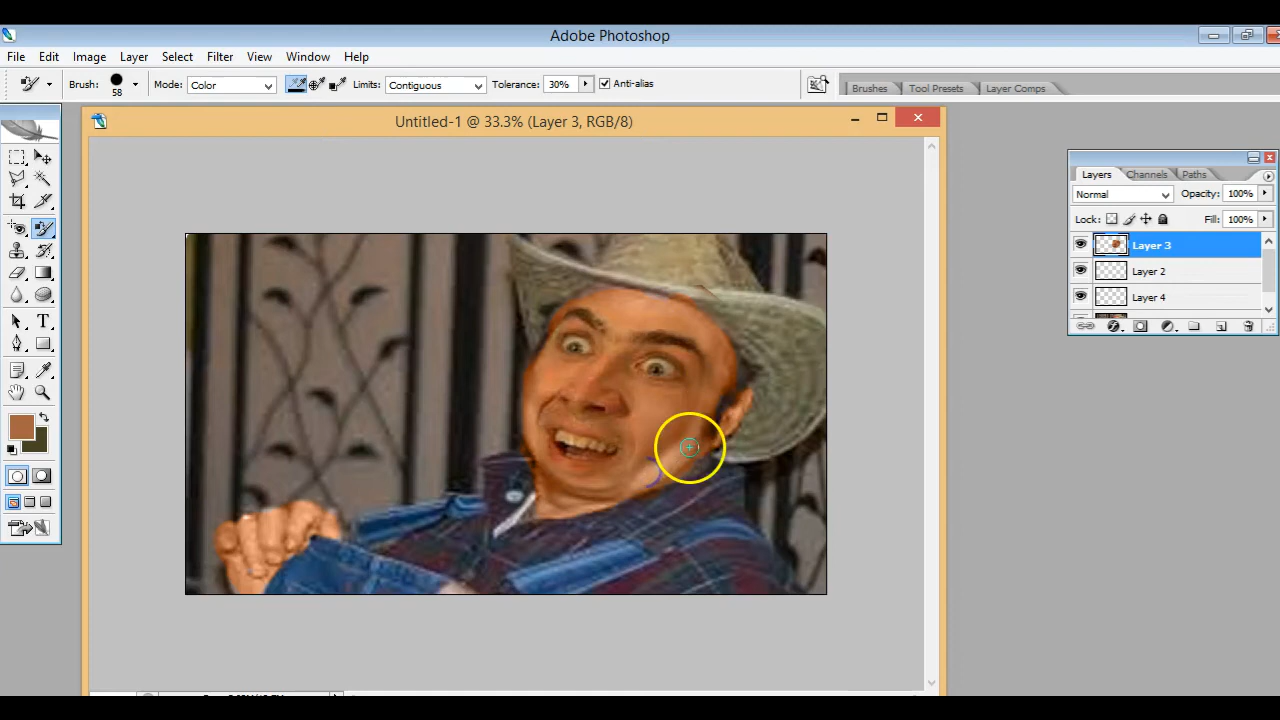 Adobe Photoshop
File Edit Image Layer Select Filter View Window Help
Brush: 58 Mode: Color Limits: Contiguous Tolerance: 30% Anti-alias
Brushes Tool Presets Layer Comps
Untitled-1 @ 33.3% (Layer 3, RGB/8)
Layers Channels Paths
Normal Opacity: 100%
Lock: Fill: 100%
Layer 3
Layer 2
Layer 4